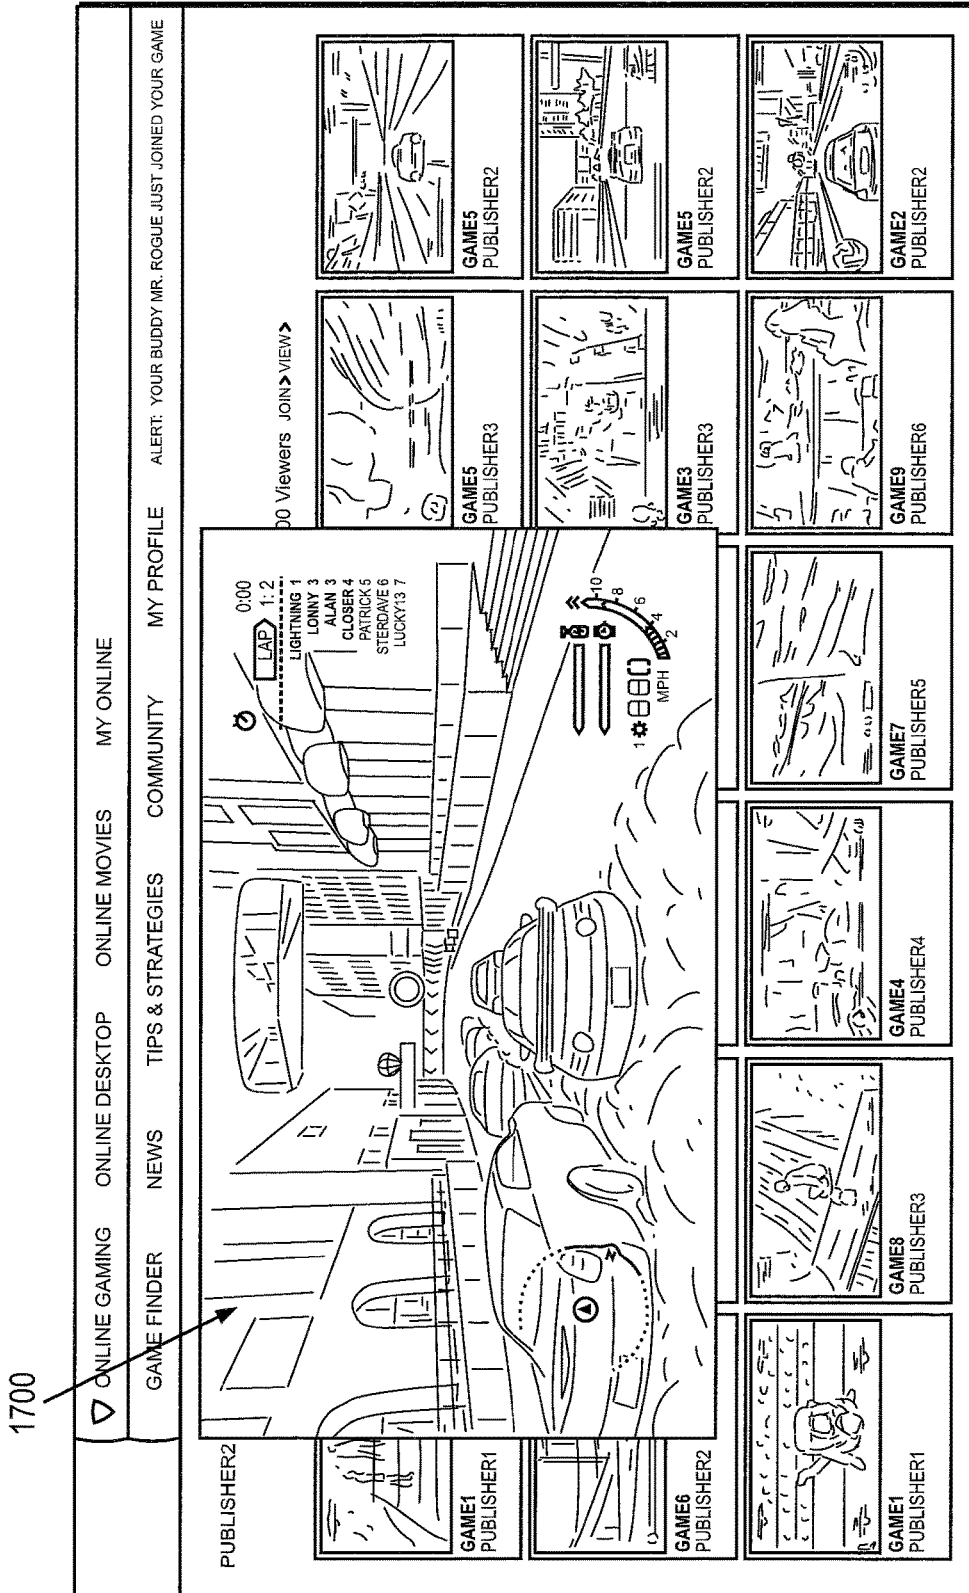 1700
ONLINE GAMING ONLINE DESKTOP ONLINE MOVIES MY ONLINE
GAME FINDER NEWS TIPS & STRATEGIES COMMUNITY MY PROFILE ALERT: YOUR BUDDY MR. ROGUE JUST JOINED YOUR GAME
PUBLISHER2
00 Viewers JOIN> VIEW>
0:00
LAP 1: 2
LIGHTNING 1
LONNY 3
ALAN 3
CLOSER 4
PATRICK 5
STERDAVE 6
LUCKY13 7
N
10
8
6
4
2
1
MPH
GAME1
PUBLISHER1
GAME5
PUBLISHER3
GAME5
PUBLISHER2
GAME6
PUBLISHER2
GAME3
PUBLISHER3
GAME5
PUBLISHER2
GAME1
PUBLISHER1
GAME8
PUBLISHER3
GAME4
PUBLISHER4
GAME7
PUBLISHER5
GAME9
PUBLISHER6
GAME2
PUBLISHER2